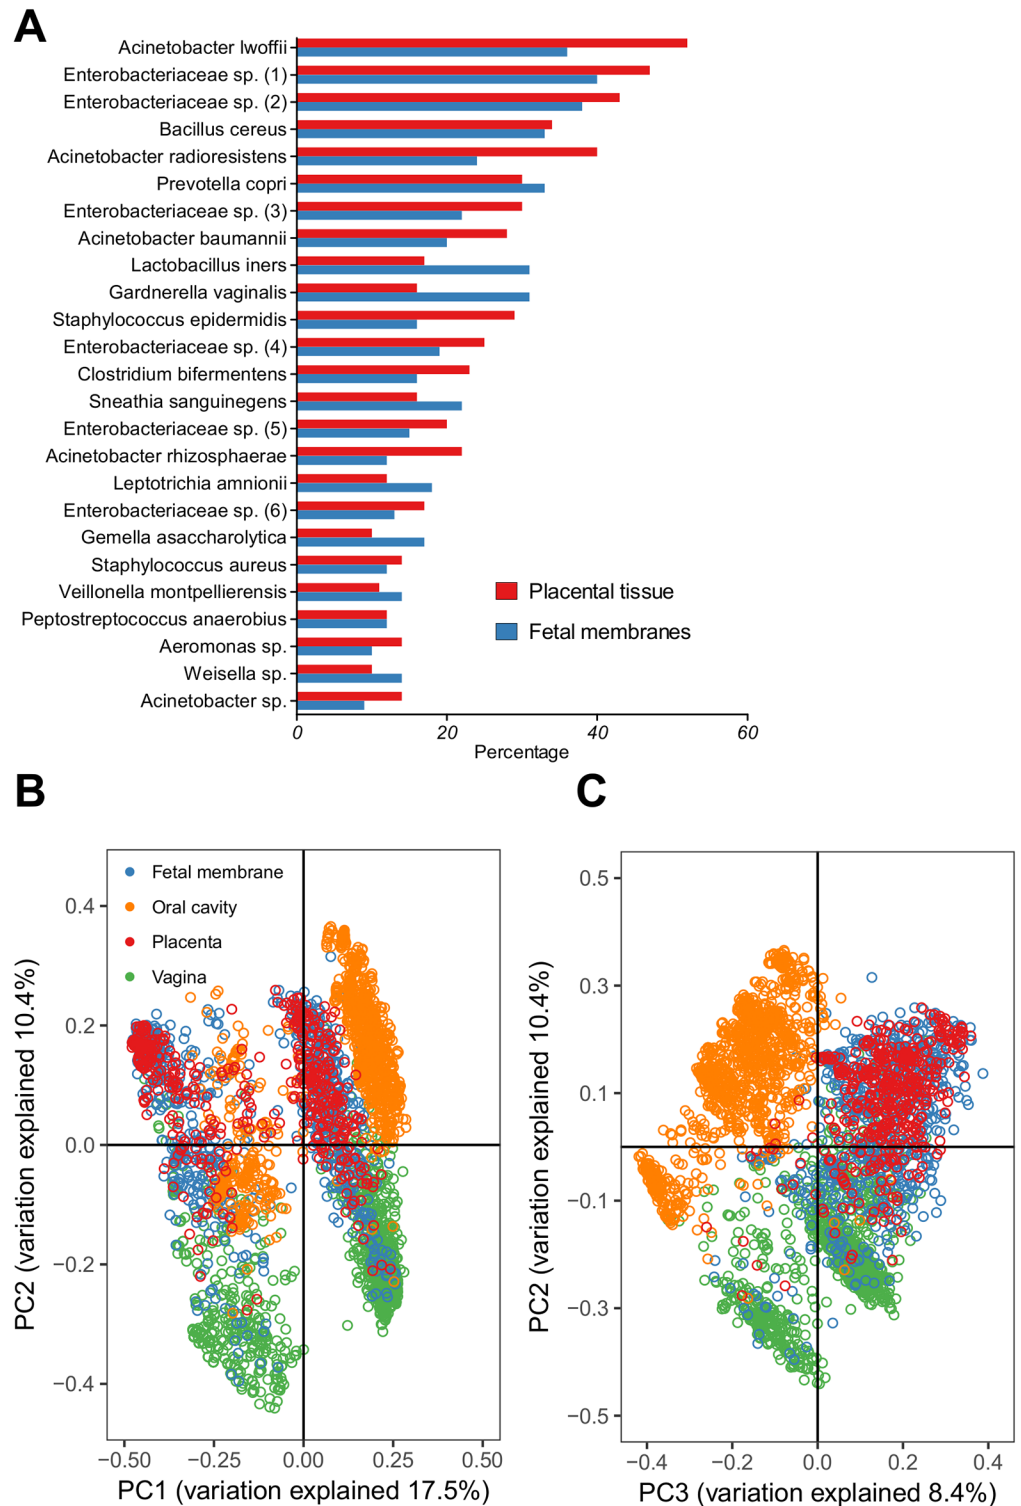 A
Acinetobacter lwoffii
Enterobacteriaceae sp. (1)
Enterobacteriaceae sp. (2)
Bacillus cereus
Acinetobacter radioresistens
Prevotella copri
Enterobacteriaceae sp. (3)
Acinetobacter baumannii
Lactobacillus iners
Gardnerella vaginalis
Staphylococcus epidermidis
Enterobacteriaceae sp. (4)
Clostridium bifermentens
Sneathia sanguinegens
Enterobacteriaceae sp. (5)
Acinetobacter rhizosphaerae
Leptotrichia amnionii
Enterobacteriaceae sp. (6)
Gemella asaccharolytica
Staphylococcus aureus
Veillonella montpellierensis
Peptostreptococcus anaerobius
Aeromonas sp.
Weisella sp.
Acinetobacter sp.
Placental tissue
Fetal membranes
0 20 40 60
Percentage
B
Fetal membrane
Oral cavity
Placenta
Vagina
0.4
0.2
0.0
−0.2
−0.4
PC2 (variation explained 10.4%)
−0.50 −0.25 0.00 0.25 0.50
PC1 (variation explained 17.5%)
C
0.5
0.3
0.1
−0.1
−0.3
−0.5
PC2 (variation explained 10.4%)
−0.4 −0.2 0.0 0.2 0.4
PC3 (variation explained 8.4%)